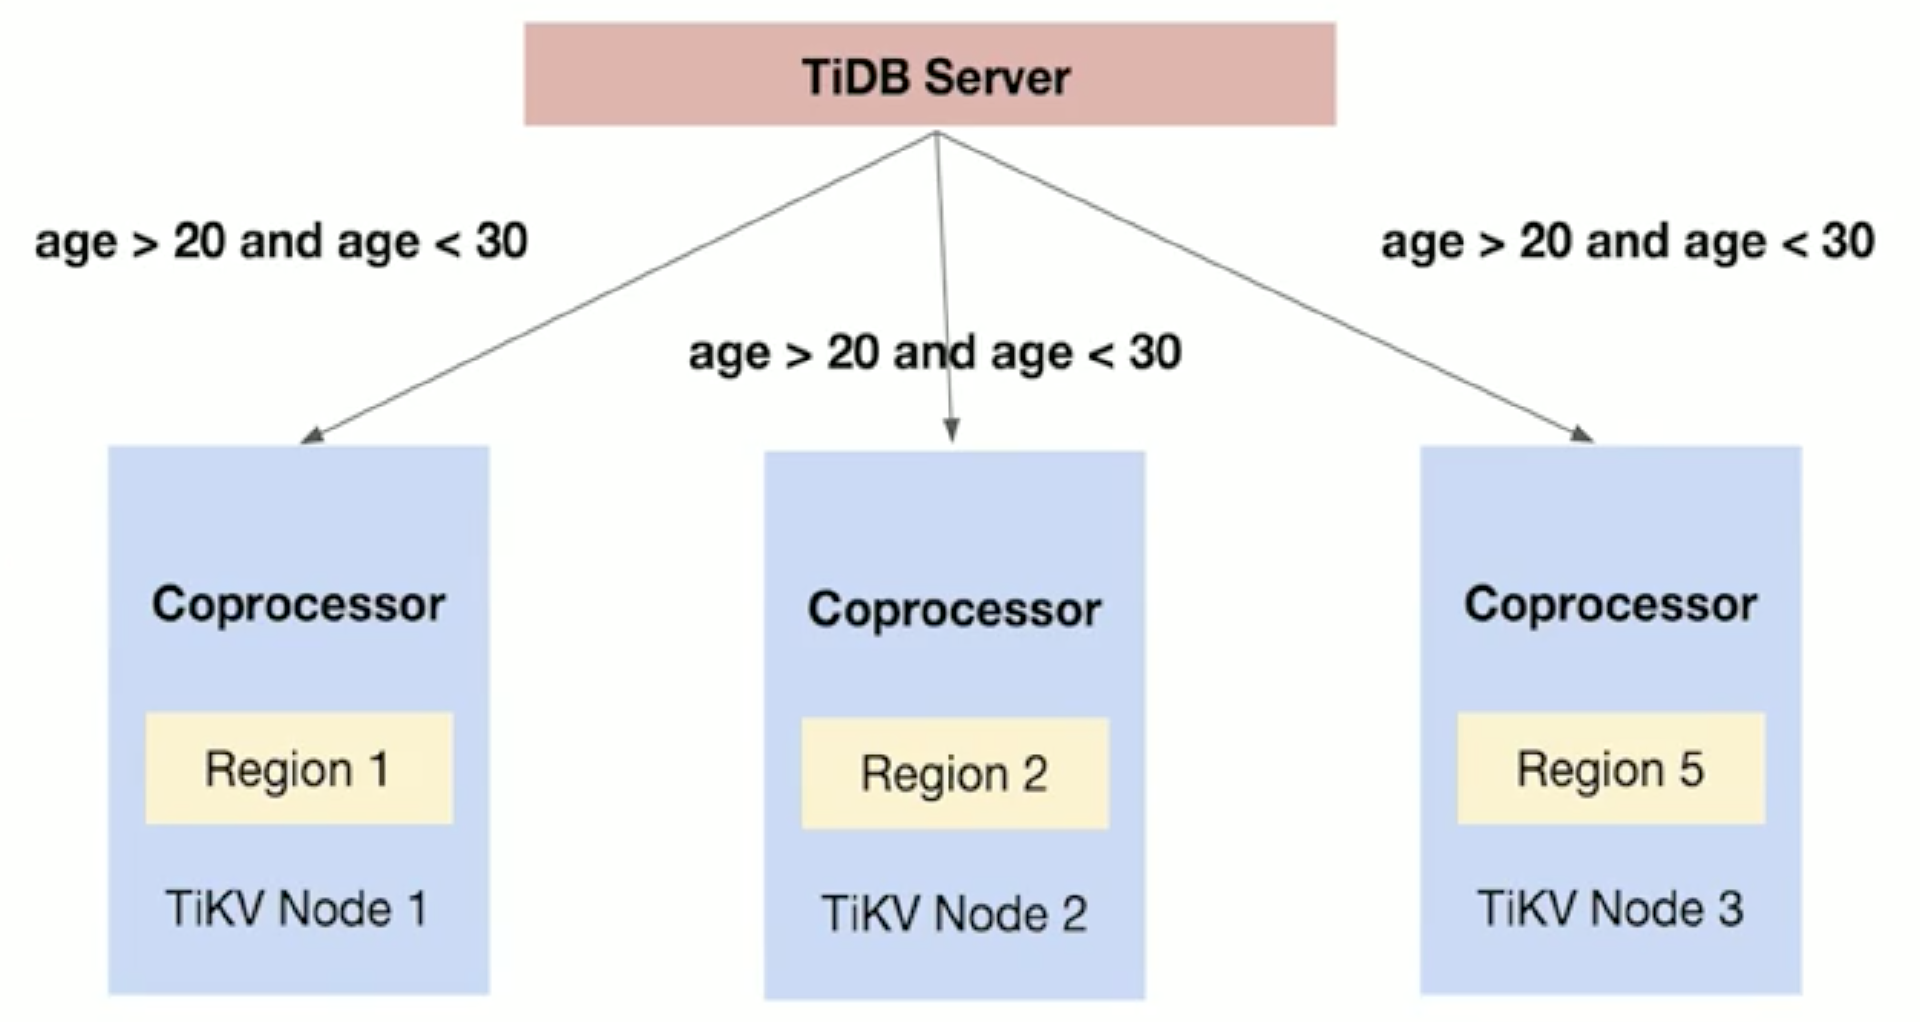 TiDB Server
age > 20 and age < 30
age > 20 and age < 30
age > 20 and age < 30
Coprocessor
Region 1
TiKV Node 1
Coprocessor
Region 2
TiKV Node 2
Coprocessor
Region 5
TiKV Node 3